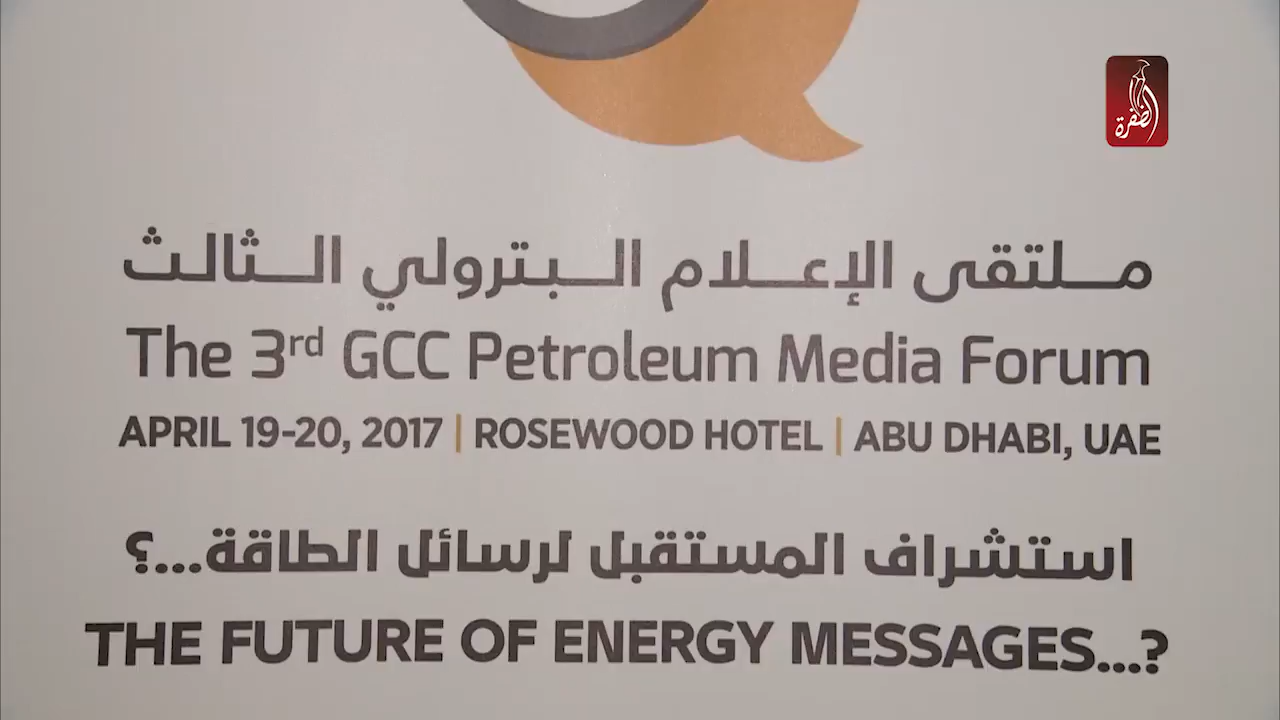 الظفرة
ملتقى الإعلام البترولي الثالث
The 3rd GCC Petroleum Media Forum
APRIL 19-20, 2017 | ROSEWOOD HOTEL | ABU DHABI, UAE
استشراف المستقبل لرسائل الطاقة...؟
THE FUTURE OF ENERGY MESSAGES...?